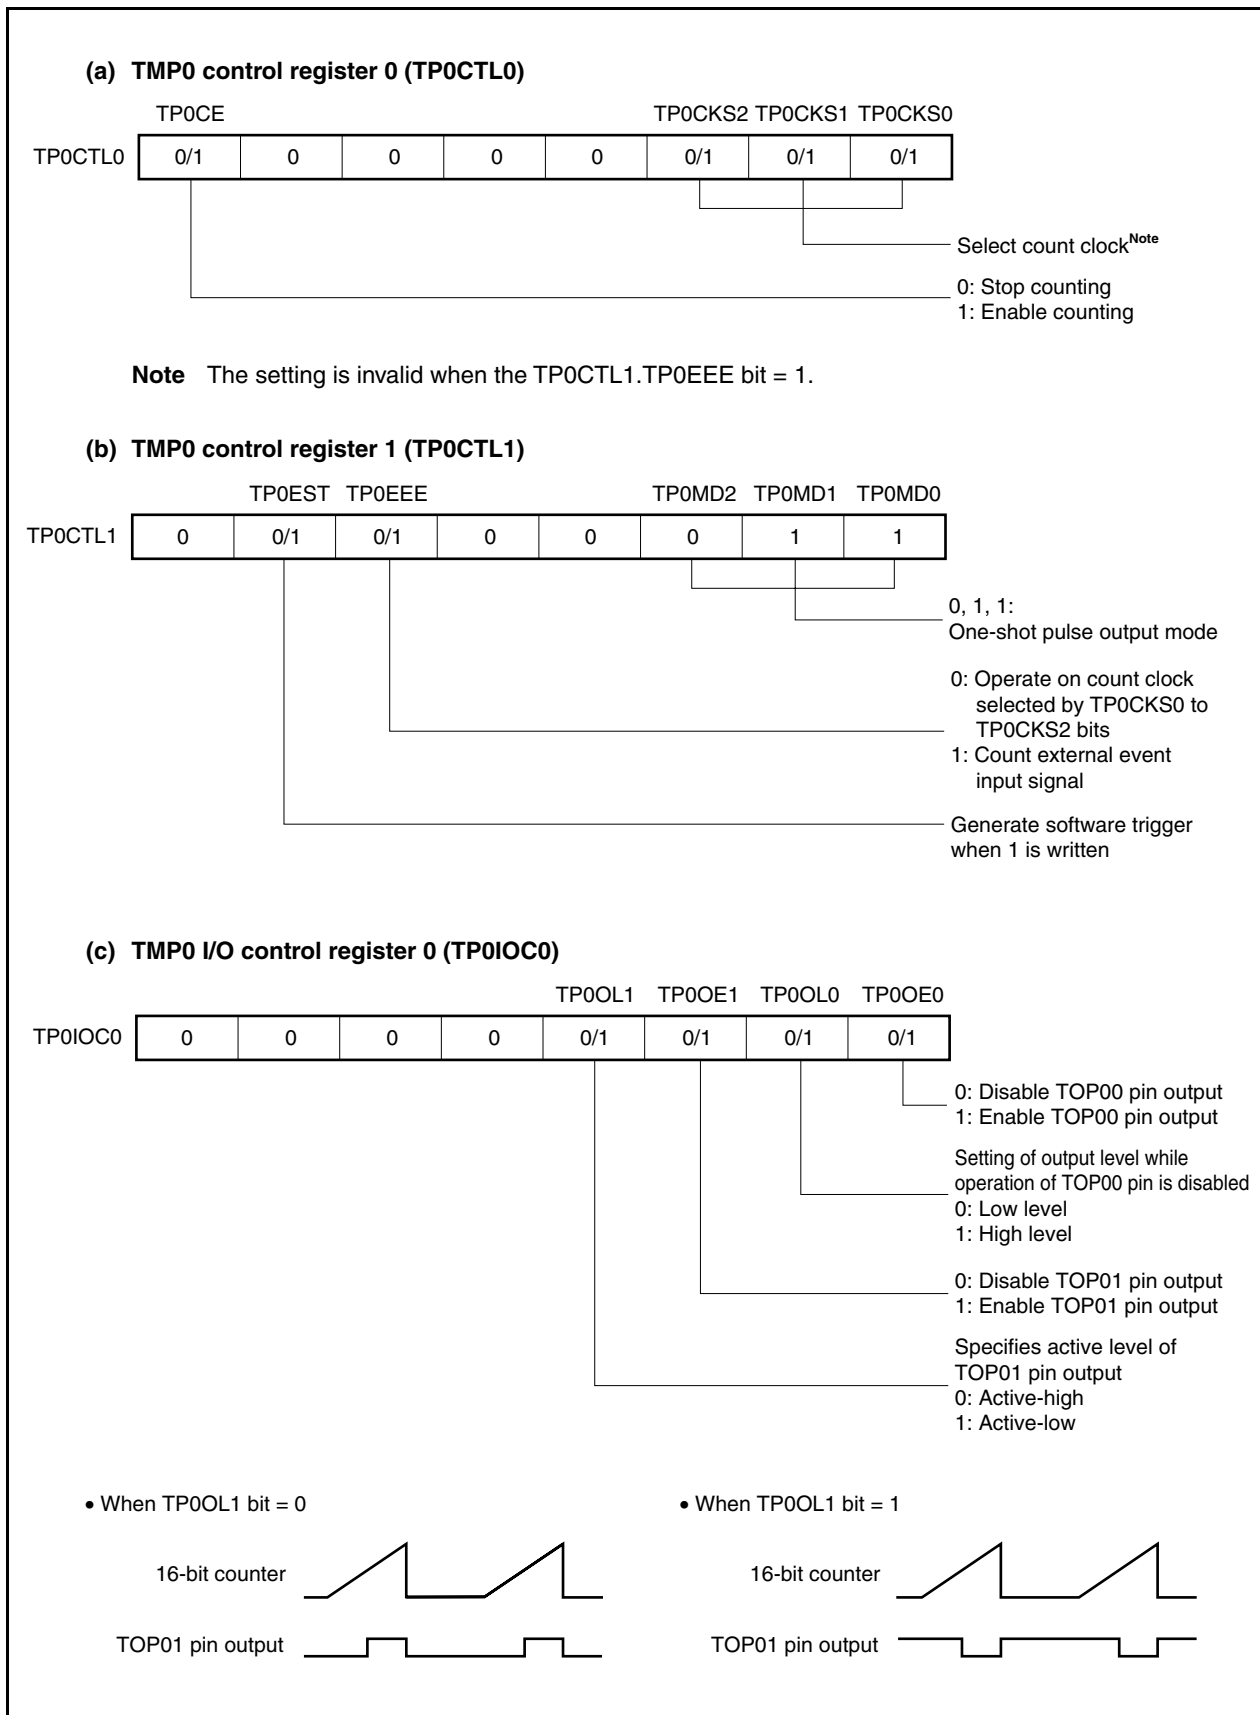 (a) TMP0 control register 0 (TP0CTL0)
TP0CE TP0CKS2 TP0CKS1 TP0CKS0
TP0CTL0 0/1 0 0 0 0 0/1 0/1 0/1
Select count clockNote
0: Stop counting
1: Enable counting
Note The setting is invalid when the TP0CTL1.TP0EEE bit = 1.
(b) TMP0 control register 1 (TP0CTL1)
TP0EST TP0EEE TP0MD2 TP0MD1 TP0MD0
TP0CTL1 0 0/1 0/1 0 0 0 1 1
0, 1, 1:
One-shot pulse output mode
0: Operate on count clock
selected by TP0CKS0 to
TP0CKS2 bits
1: Count external event
input signal
Generate software trigger
when 1 is written
(c) TMP0 I/O control register 0 (TP0IOC0)
TP0OL1 TP0OE1 TP0OL0 TP0OE0
TP0IOC0 0 0 0 0 0/1 0/1 0/1 0/1
0: Disable TOP00 pin output
1: Enable TOP00 pin output
Setting of output level while
operation of TOP00 pin is disabled
0: Low level
1: High level
0: Disable TOP01 pin output
1: Enable TOP01 pin output
Specifies active level of
TOP01 pin output
0: Active-high
1: Active-low
• When TP0OL1 bit = 0 • When TP0OL1 bit = 1
16-bit counter 16-bit counter
TOP01 pin output TOP01 pin output